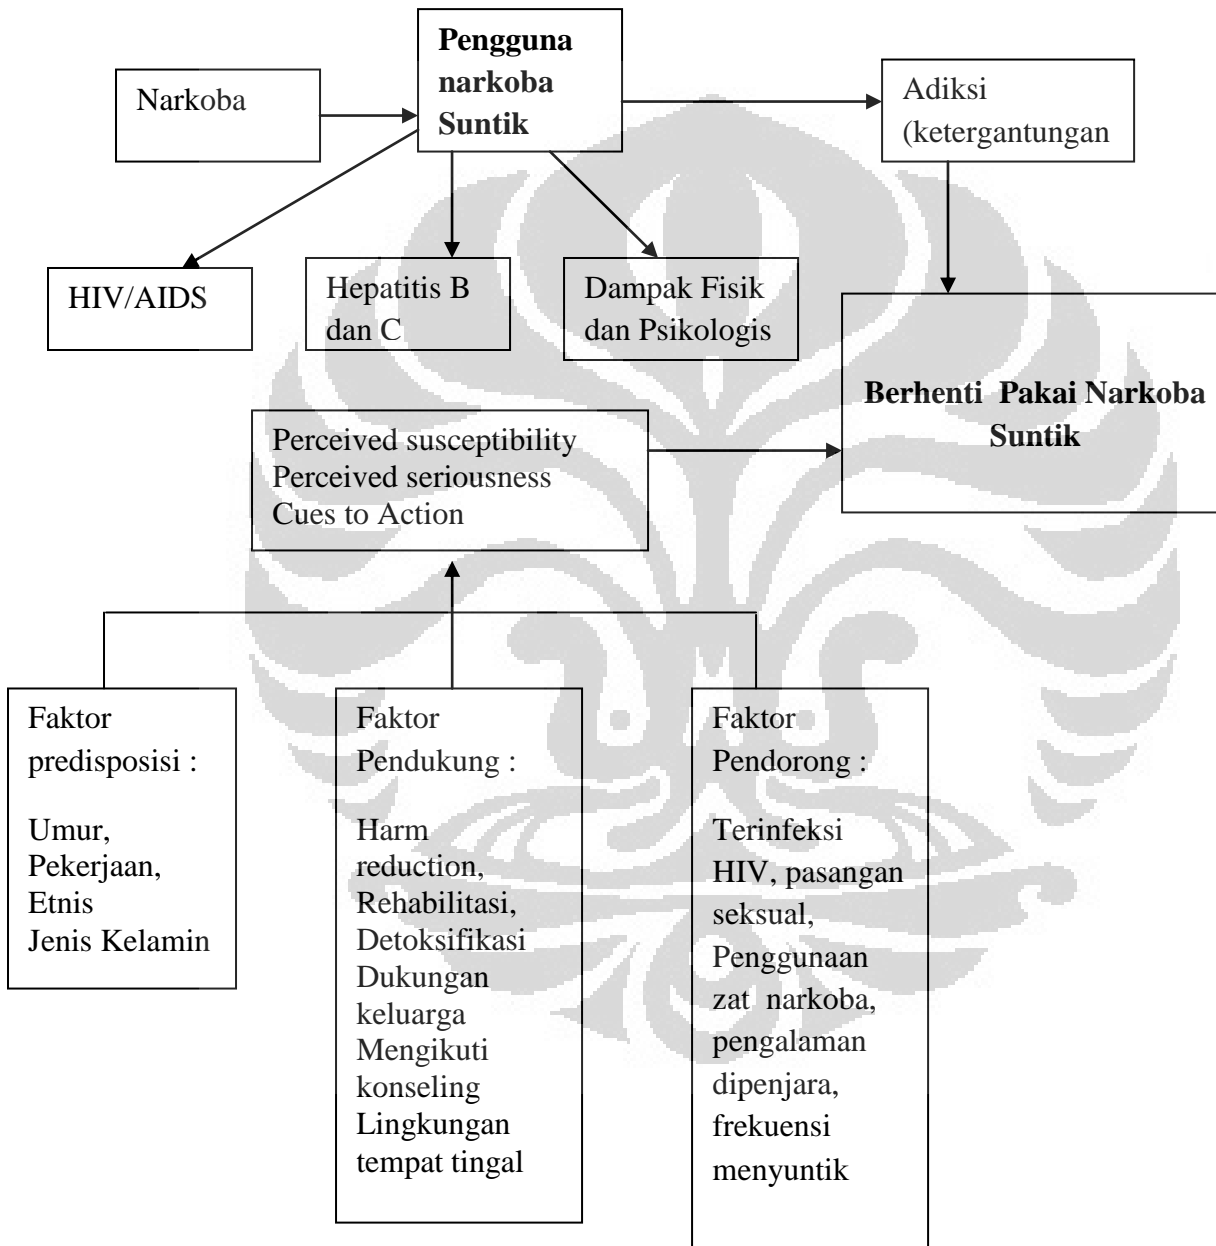 Narkoba
Pengguna
narkoba
Suntik
Adiksi
(ketergantungan
HIV/AIDS
Hepatitis B
dan C
Dampak Fisik
dan Psikologis
Berhenti Pakai Narkoba
Suntik
Perceived susceptibility
Perceived seriousness
Cues to Action
Faktor
predisposisi :
Umur,
Pekerjaan,
Etnis
Jenis Kelamin
Faktor
Pendukung :
Harm
reduction,
Rehabilitasi,
Detoksifikasi
Dukungan
keluarga
Mengikuti
konseling
Lingkungan
tempat tingal
Faktor
Pendorong :
Terinfeksi
HIV, pasangan
seksual,
Penggunaan
zat narkoba,
pengalaman
dipenjara,
frekuensi
menyuntik